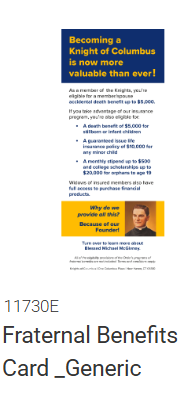 Becoming a
Knight of Columbus
is now more
valuable than ever!
As a member of the Knights, you're
eligible for a member/spouse
accidental death benefit up to $5,000.
If you take advantage of our insurance
program, you're also eligible for:
• A death benefit of $5,000 for
stillborn or infant children
• A guaranteed issue life
insurance policy of $10,000 for
any minor child
• A monthly stipend up to $500
and college scholarships up to
$20,000 for orphans to age 19
Widows of insured members also have
full access to purchase financial
products.
Why do we
provide all this?
Because of our
Founder!
Turn over to learn more about
Blessed Michael McGivney.
11730E
Fraternal Benefits
Card _Generic